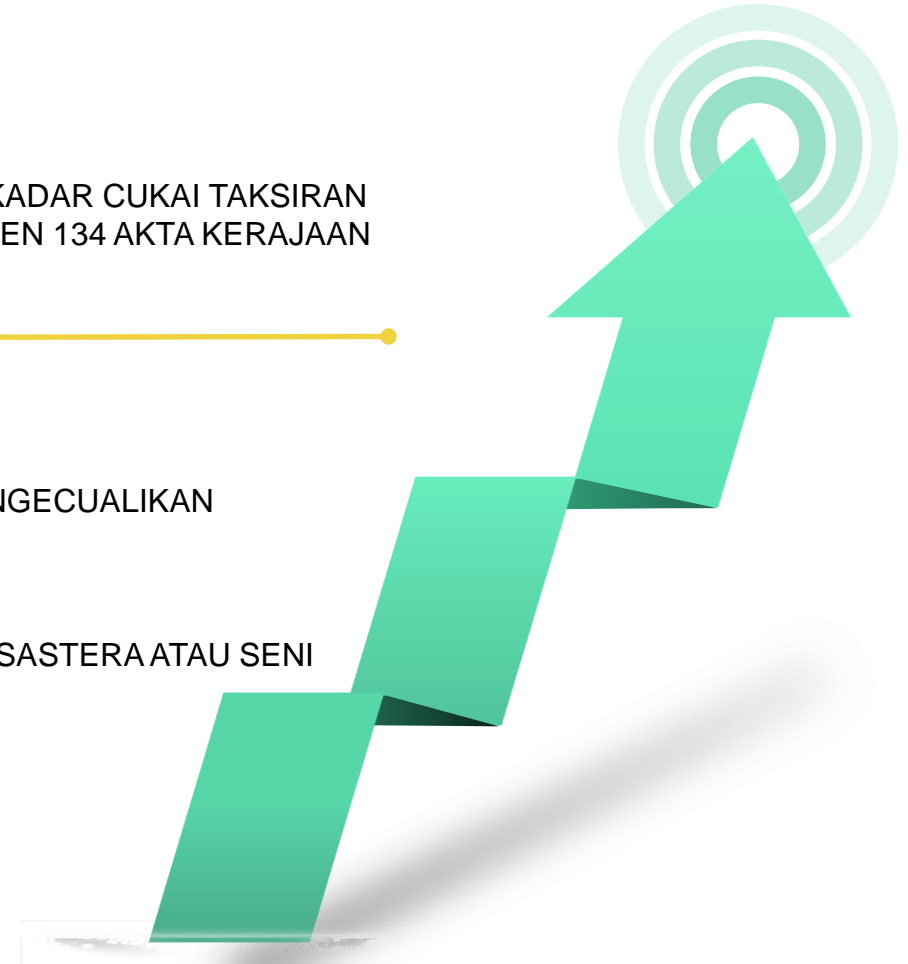 KADAR CUKAI TAKSIRAN
EN 134 AKTA KERAJAAN
NGECUALIKAN
SASTERA ATAU SENI